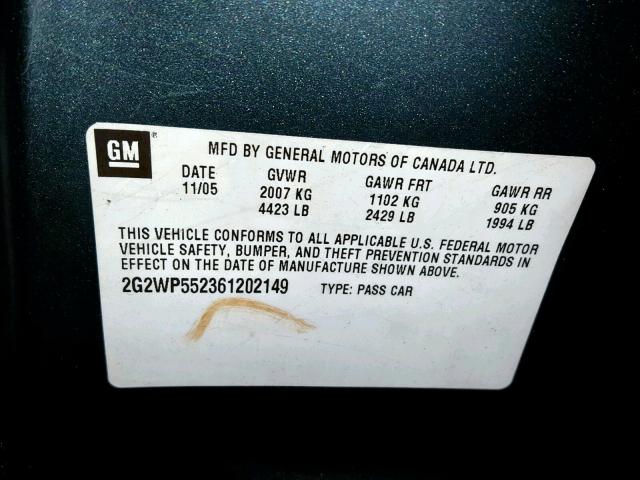 GM®
MFD BY GENERAL MOTORS OF CANADA LTD.
DATE GVWR GAWR FRT GAWR RR
11/05 2007 KG 1102 KG 905 KG
4423 LB 2429 LB 1994 LB
THIS VEHICLE CONFORMS TO ALL APPLICABLE U.S. FEDERAL MOTOR
VEHICLE SAFETY, BUMPER, AND THEFT PREVENTION STANDARDS IN
EFFECT ON THE DATE OF MANUFACTURE SHOWN ABOVE.
2G2WP552361202149 TYPE: PASS CAR